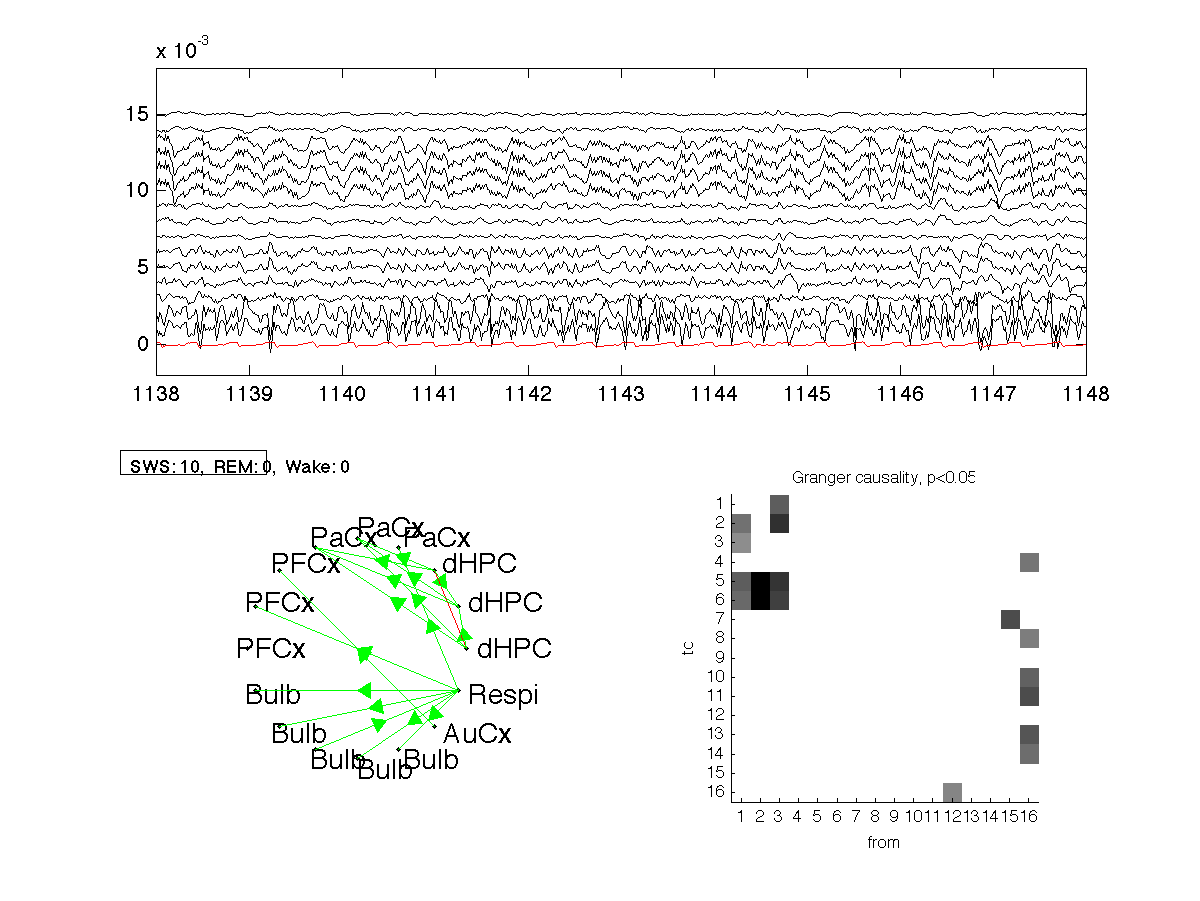 x 10-3
15
10
5
0
1138 1139 1140 1141 1142 1143 1144 1145 1146 1147 1148
SWS:10, REM:0, Wake:0
Granger causality, p<0.05
PaCx
PaCx PaCx
PFCx dHPC
PFCx dHPC
PFCx dHPC
Bulb Respi
Bulb AuCx
Bulb Bulb
Bulb
1
2
3
4
5
6
7
8
9
10
11
12
13
14
15
16
to
1 2 3 4 5 6 7 8 9 10 11 12 13 14 15 16
from